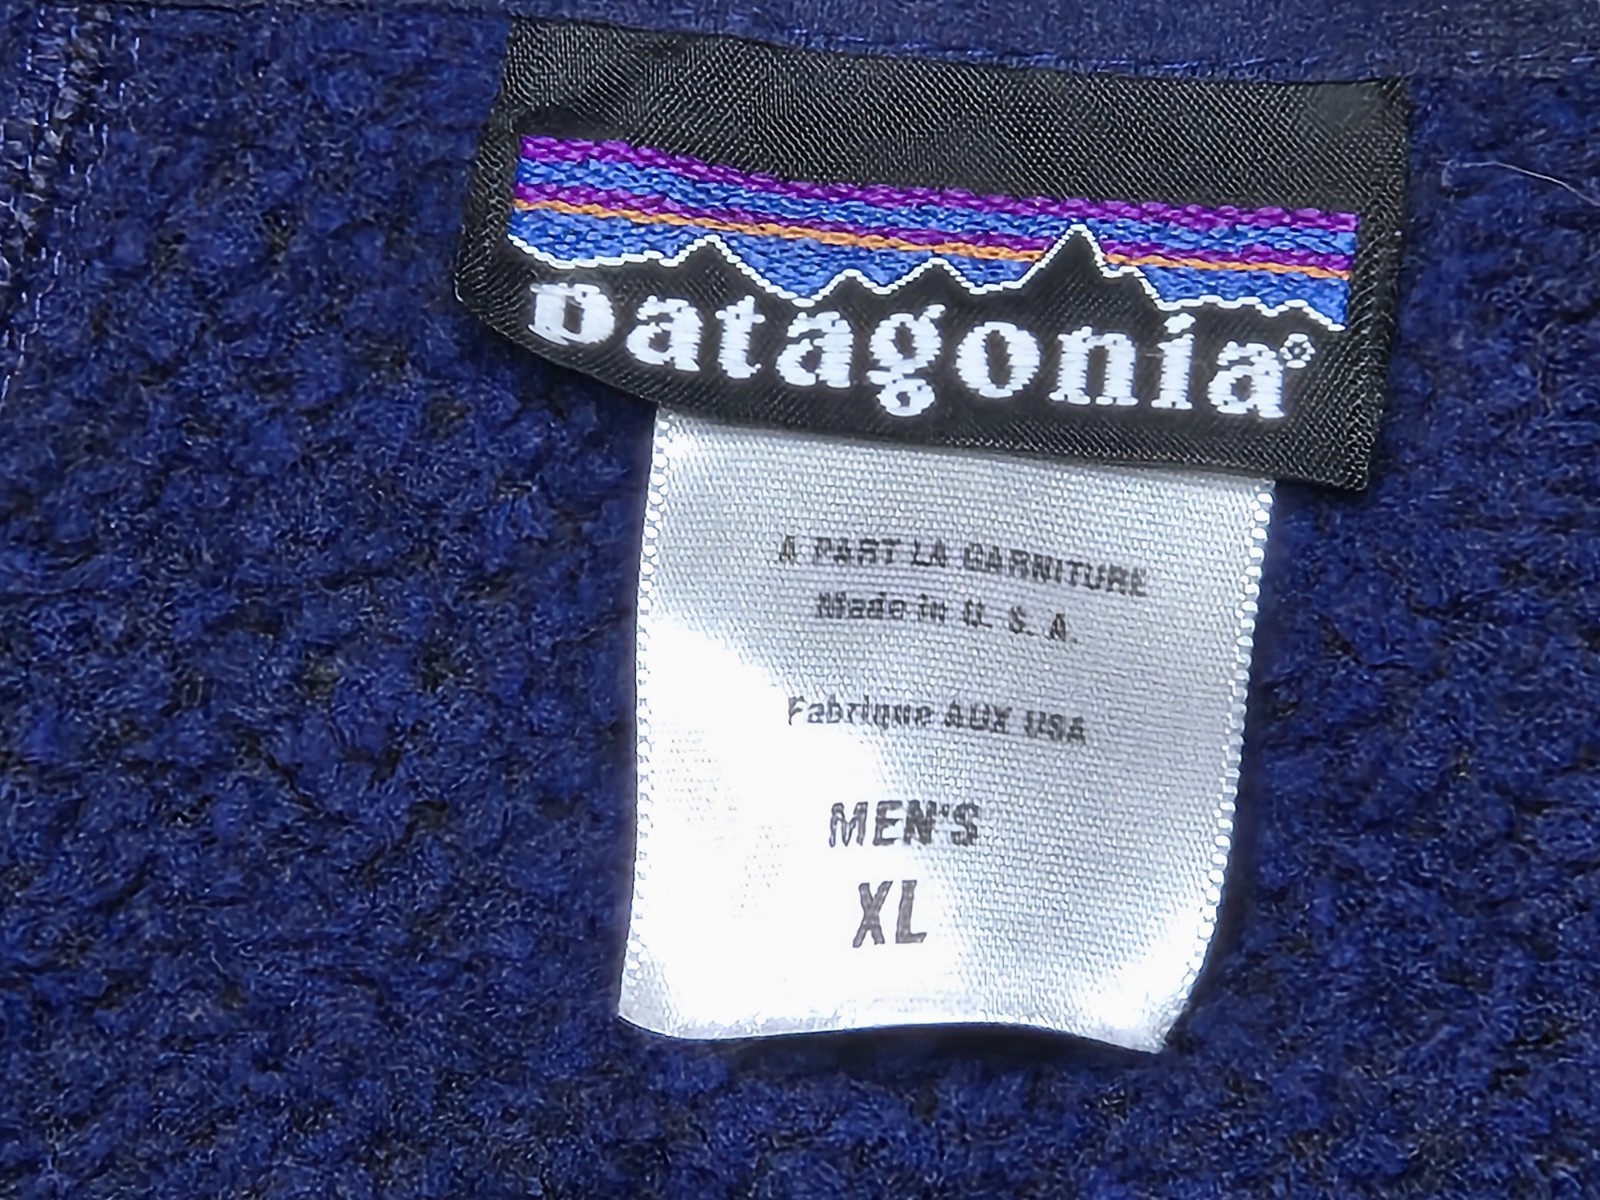 patagonia®
A PART LA GARNITURE
Made in U. S. A.
Fabrique AUX USA
MEN'S
XL